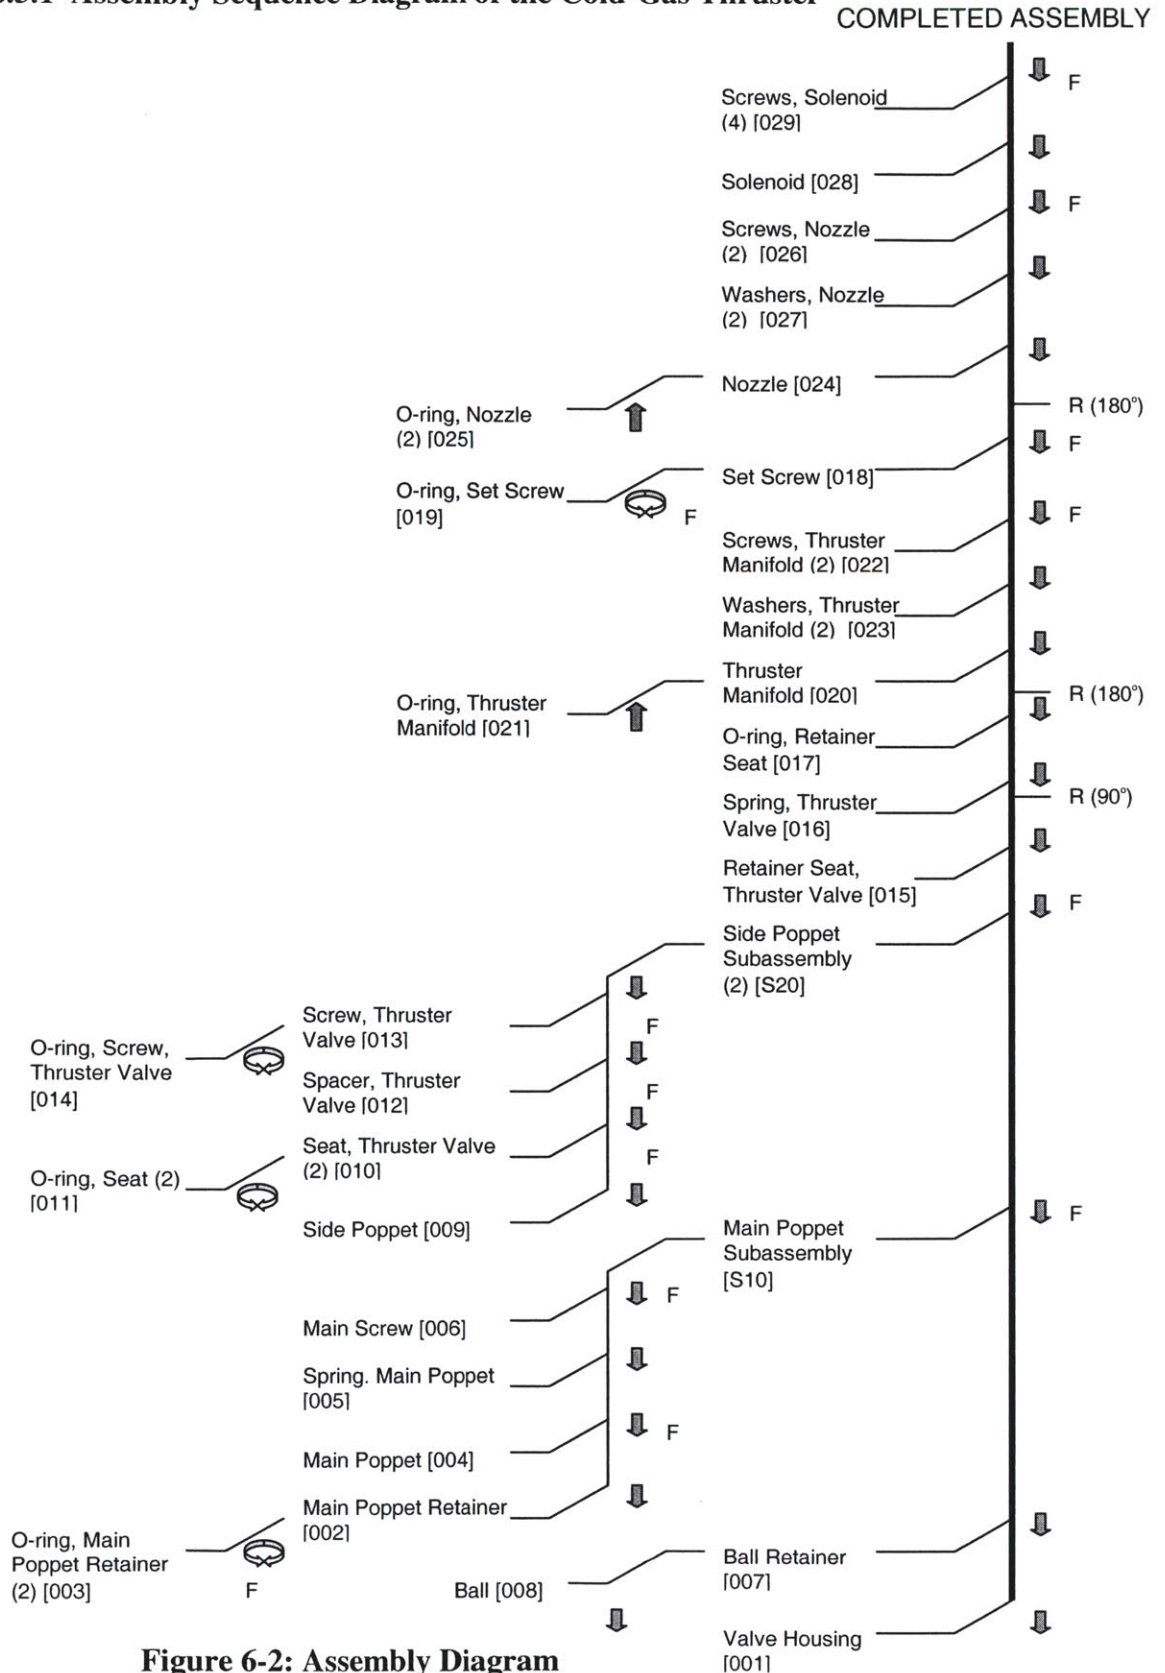 6.3.1 Assembly Sequence Diagram of the Cold-Gas Thruster
COMPLETED ASSEMBLY
F
Screws, Solenoid
(4) [029]
Solenoid [028]
F
Screws, Nozzle
(2) [026]
Washers, Nozzle
(2) [027]
Nozzle [024]
R (180°)
O-ring, Nozzle
(2) [025]
F
Set Screw [018]
O-ring, Set Screw
[019]
F
F
Screws, Thruster
Manifold (2) [022]
Washers, Thruster
Manifold (2) [023]
Thruster
Manifold [020]
R (180°)
O-ring, Thruster
Manifold [021]
O-ring, Retainer
Seat [017]
R (90°)
Spring, Thruster
Valve [016]
Retainer Seat,
Thruster Valve [015]
F
Side Poppet
Subassembly
(2) [S20]
Screw, Thruster
Valve [013]
F
O-ring, Screw,
Thruster Valve
[014]
Spacer, Thruster
Valve [012]
F
Seat, Thruster Valve
(2) [010]
F
O-ring, Seat (2)
[011]
Side Poppet [009]
F
Main Poppet
Subassembly
[S10]
F
Main Screw [006]
Spring. Main Poppet
[005]
F
Main Poppet [004]
Main Poppet Retainer
[002]
O-ring, Main
Poppet Retainer
(2) [003]
F
Ball Retainer
[007]
Ball [008]
Valve Housing
[001]
Figure 6-2: Assembly Diagram